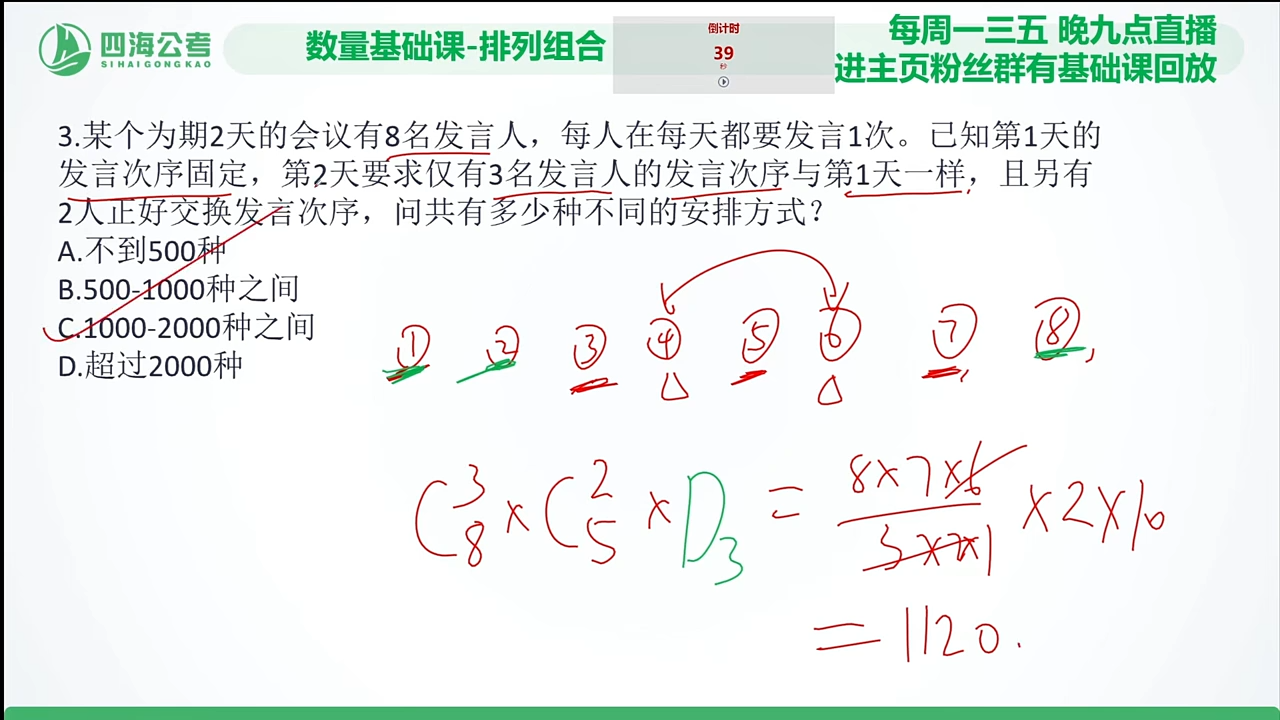 四海公考
SIHAIGONGKAO
数量基础课-排列组合
倒计时
39
秒
每周一三五 晚九点直播
进主页粉丝群有基础课回放
3.某个为期2天的会议有8名发言人，每人在每天都要发言1次。已知第1天的
发言次序固定，第2天要求仅有3名发言人的发言次序与第1天一样，且另有
2人正好交换发言次序，问共有多少种不同的安排方式？
A.不到500种
B.500-1000种之间
C.1000-2000种之间
D.超过2000种
① ② ③ ④ ⑤ ⑥ ⑦ ⑧
C 3 8 × C 2 5 × D3 = 8×7×6 / 3×2×1 × 2 × 10
= 1120.